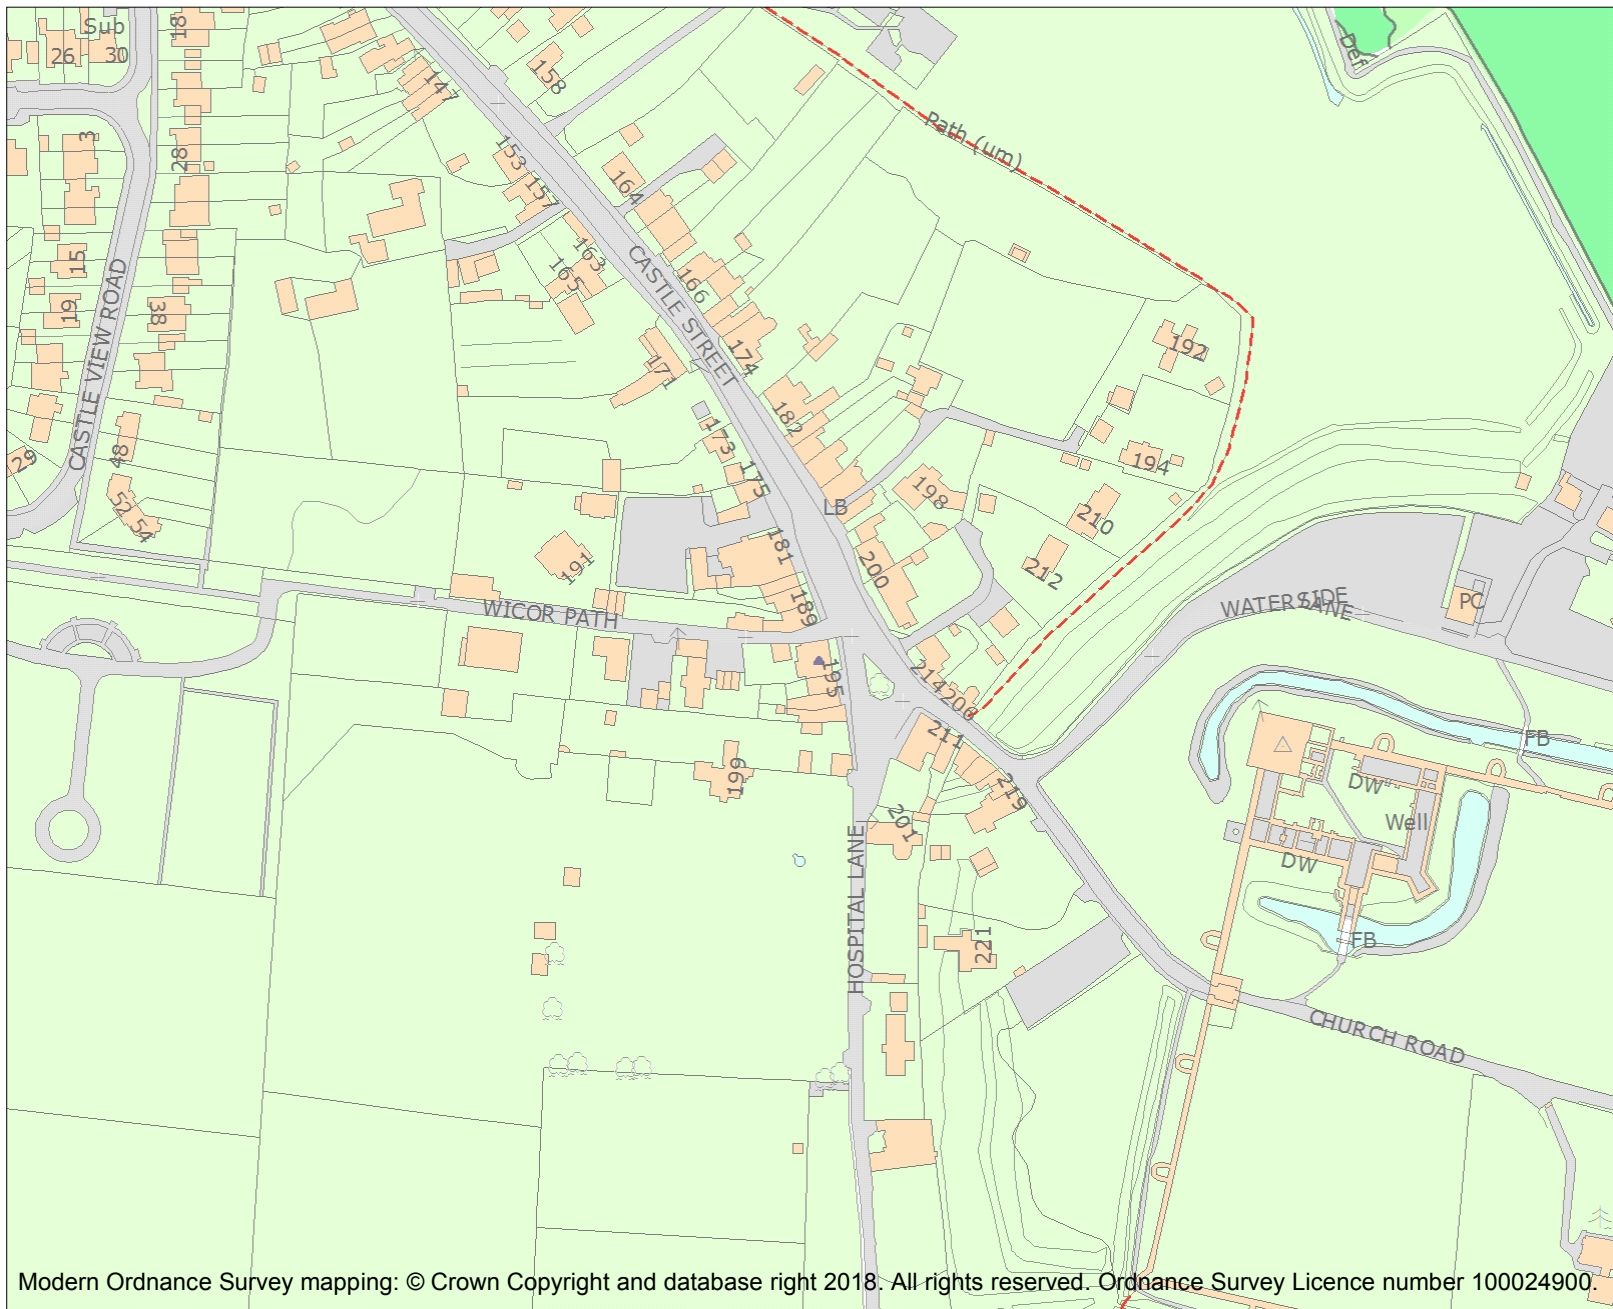 Sub
26
30
18
3
28
15
19
38
CASTLE VIEW ROAD
48
29
52 54
147
158
153
157
163
165
164
166
CASTLE STREET
174
171
182
173
175
LB
181
189
191
WICOR PATH
195
199
Path (um)
Def
192
194
198
210
212
200
214
206
211
219
201
221
HOSPITAL LANE
WATERSIDE
LANE
PC
FB
DW
Well
DW
FB
CHURCH ROAD
Modern Ordnance Survey mapping: © Crown Copyright and database right 2018. All rights reserved. Ordnance Survey Licence number 100024900.